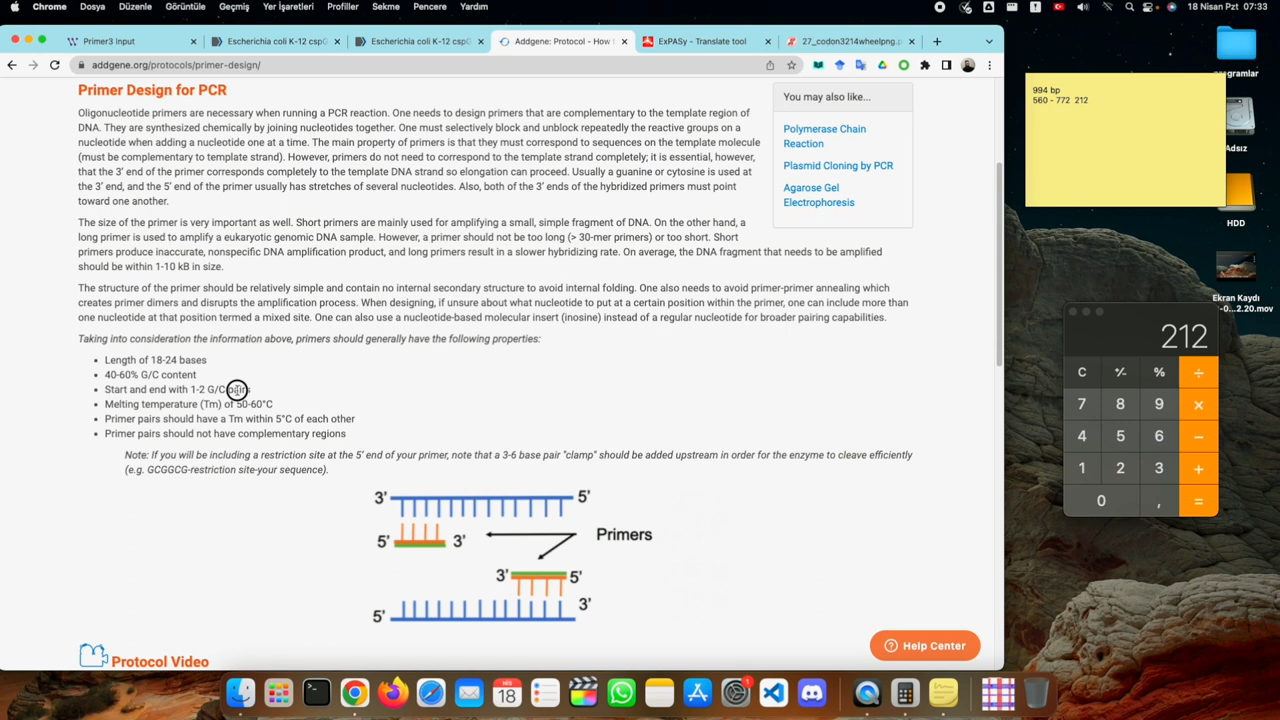 Chrome Dosya Düzenle Görüntüle Geçmiş Yer İşaretleri Profiller Sekme Pencere Yardım
18 Nisan Pzt 07:33
Primer3 Input
Escherichia coli K-12 cspG
Escherichia coli K-12 cspG
Addgene: Protocol - How t
ExPASy - Translate tool
27_codon3214wheelpng.p
addgene.org/protocols/primer-design/
Primer Design for PCR
Oligonucleotide primers are necessary when running a PCR reaction. One needs to design primers that are complementary to the template region of
DNA. They are synthesized chemically by joining nucleotides together. One must selectively block and unblock repeatedly the reactive groups on a
nucleotide when adding a nucleotide one at a time. The main property of primers is that they must correspond to sequences on the template molecule
(must be complementary to template strand). However, primers do not need to correspond to the template strand completely; it is essential, however,
that the 3' end of the primer corresponds completely to the template DNA strand so elongation can proceed. Usually a guanine or cytosine is used at
the 3' end, and the 5' end of the primer usually has stretches of several nucleotides. Also, both of the 3' ends of the hybridized primers must point
toward one another.
The size of the primer is very important as well. Short primers are mainly used for amplifying a small, simple fragment of DNA. On the other hand, a
long primer is used to amplify a eukaryotic genomic DNA sample. However, a primer should not be too long (> 30-mer primers) or too short. Short
primers produce inaccurate, nonspecific DNA amplification product, and long primers result in a slower hybridizing rate. On average, the DNA fragment that needs to be amplified
should be within 1-10 kB in size.
The structure of the primer should be relatively simple and contain no internal secondary structure to avoid internal folding. One also needs to avoid primer-primer annealing which
creates primer dimers and disrupts the amplification process. When designing, if unsure about what nucleotide to put at a certain position within the primer, one can include more than
one nucleotide at that position termed a mixed site. One can also use a nucleotide-based molecular insert (inosine) instead of a regular nucleotide for broader pairing capabilities.
Taking into consideration the information above, primers should generally have the following properties:
Length of 18-24 bases
40-60% G/C content
Start and end with 1-2 G/C pairs
Melting temperature (Tm) of 50-60°C
Primer pairs should have a Tm within 5°C of each other
Primer pairs should not have complementary regions
Note: If you will be including a restriction site at the 5' end of your primer, note that a 3-6 base pair "clamp" should be added upstream in order for the enzyme to cleave efficiently
(e.g. GCGGCG-restriction site-your sequence).
3' 5'
5' 3'
Primers
3' 5'
3'
5'
Protocol Video
You may also like...
Polymerase Chain
Reaction
Plasmid Cloning by PCR
Agarose Gel
Electrophoresis
Help Center
994 bp
560 - 772 212
ogramlar
Adsız
HDD
Ekran Kaydı
-0...2.20.mov
212
C +⁄- % ÷
7 8 9 ×
4 5 6 −
1 2 3 +
0 , =
NİS
18
1